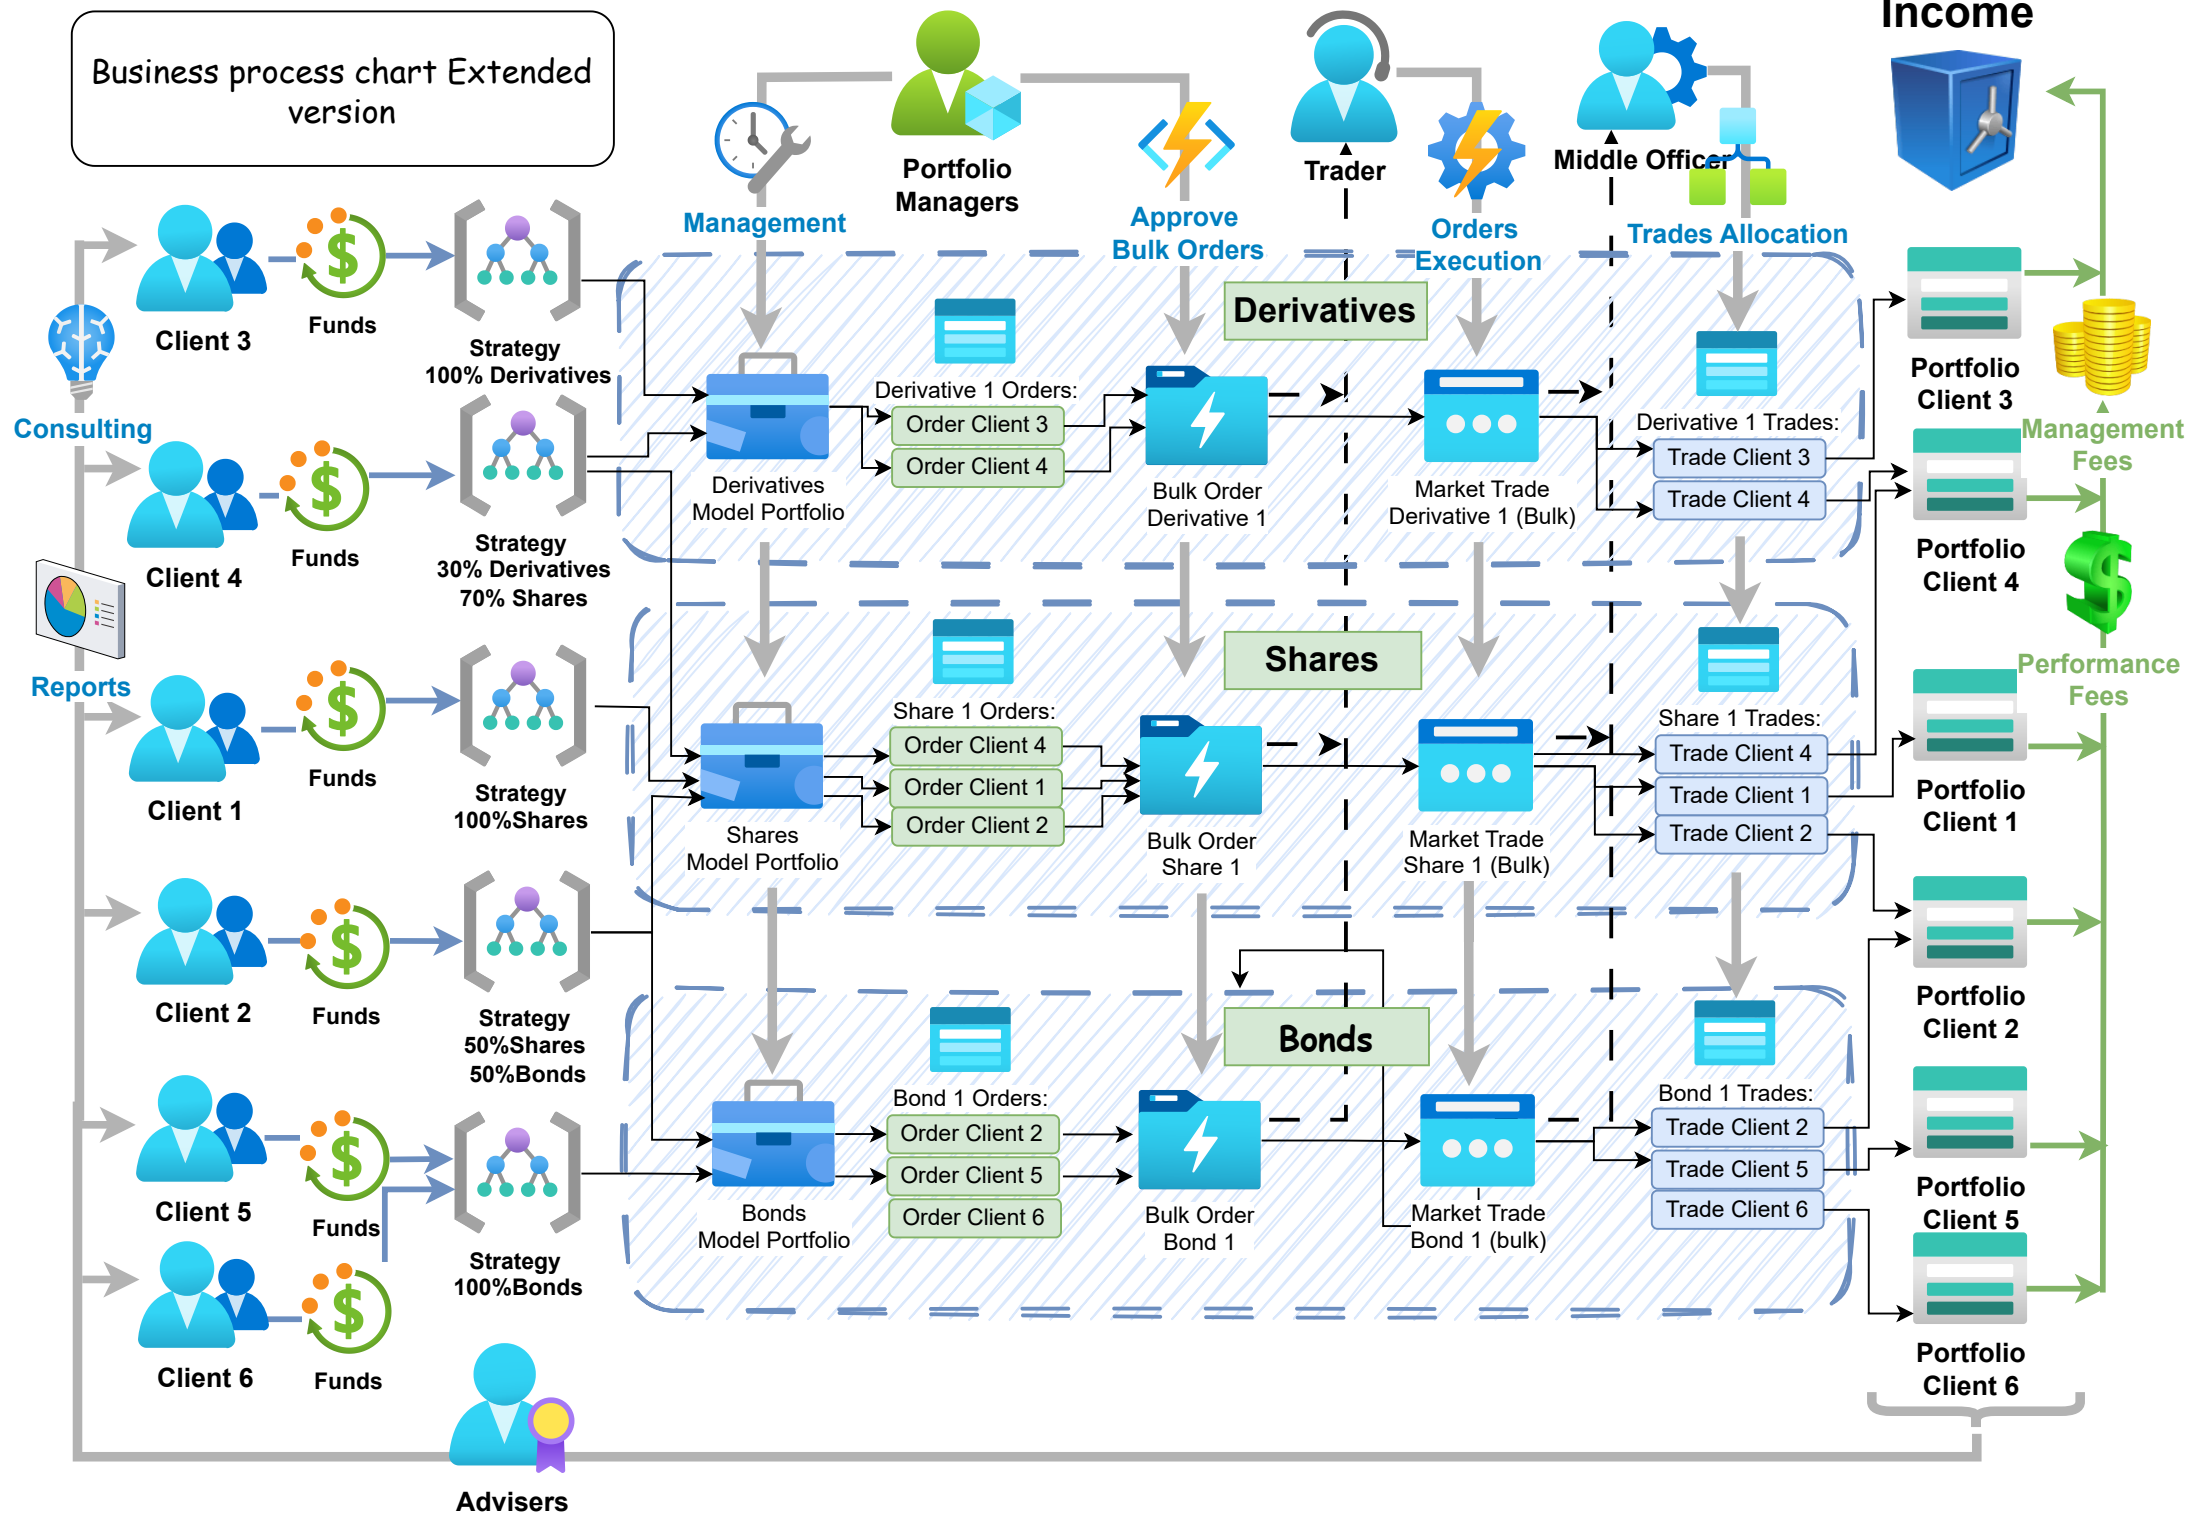 Business process chart Extended
version
Income
Portfolio
Managers
Trader
Middle Officer
Management
Approve
Bulk Orders
Orders
Execution
Trades Allocation
Consulting
Reports
Client 3
Funds
Strategy
100% Derivatives
Client 4
Funds
Strategy
30% Derivatives
70% Shares
Client 1
Funds
Strategy
100%Shares
Client 2
Funds
Strategy
50%Shares
50%Bonds
Client 5
Funds
Client 6
Funds
Strategy
100%Bonds
Advisers
Derivatives
Derivatives
Model Portfolio
Derivative 1 Orders:
Order Client 3
Order Client 4
Bulk Order
Derivative 1
Market Trade
Derivative 1 (Bulk)
Derivative 1 Trades:
Trade Client 3
Trade Client 4
Shares
Shares
Model Portfolio
Share 1 Orders:
Order Client 4
Order Client 1
Order Client 2
Bulk Order
Share 1
Market Trade
Share 1 (Bulk)
Share 1 Trades:
Trade Client 4
Trade Client 1
Trade Client 2
Bonds
Bonds
Model Portfolio
Bond 1 Orders:
Order Client 2
Order Client 5
Order Client 6
Bulk Order
Bond 1
Market Trade
Bond 1 (bulk)
Bond 1 Trades:
Trade Client 2
Trade Client 5
Trade Client 6
Portfolio
Client 3
Portfolio
Client 4
Portfolio
Client 1
Portfolio
Client 2
Portfolio
Client 5
Portfolio
Client 6
Management
Fees
Performance
Fees